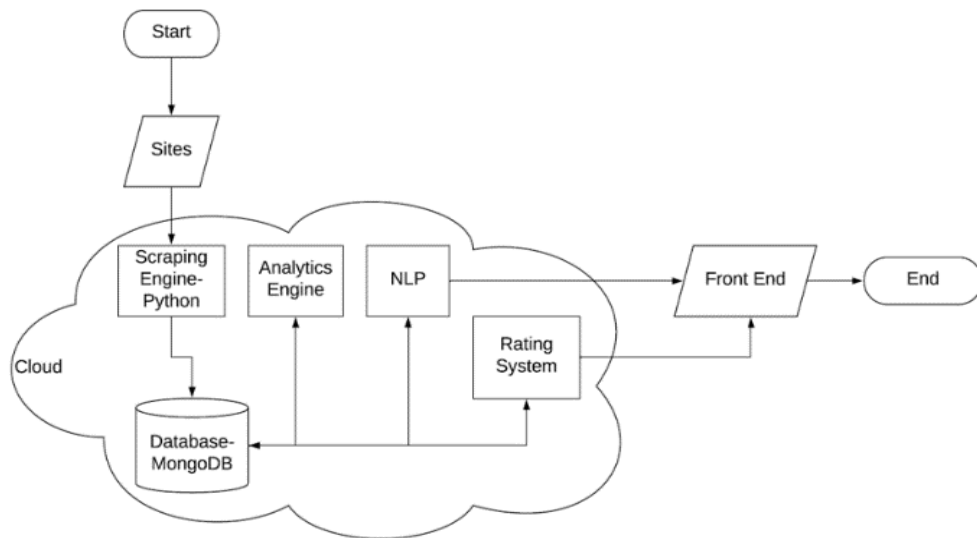 Start
Sites
Scraping
Engine-
Python
Analytics
Engine
NLP
Front End
End
Rating
System
Cloud
Database-
MongoDB